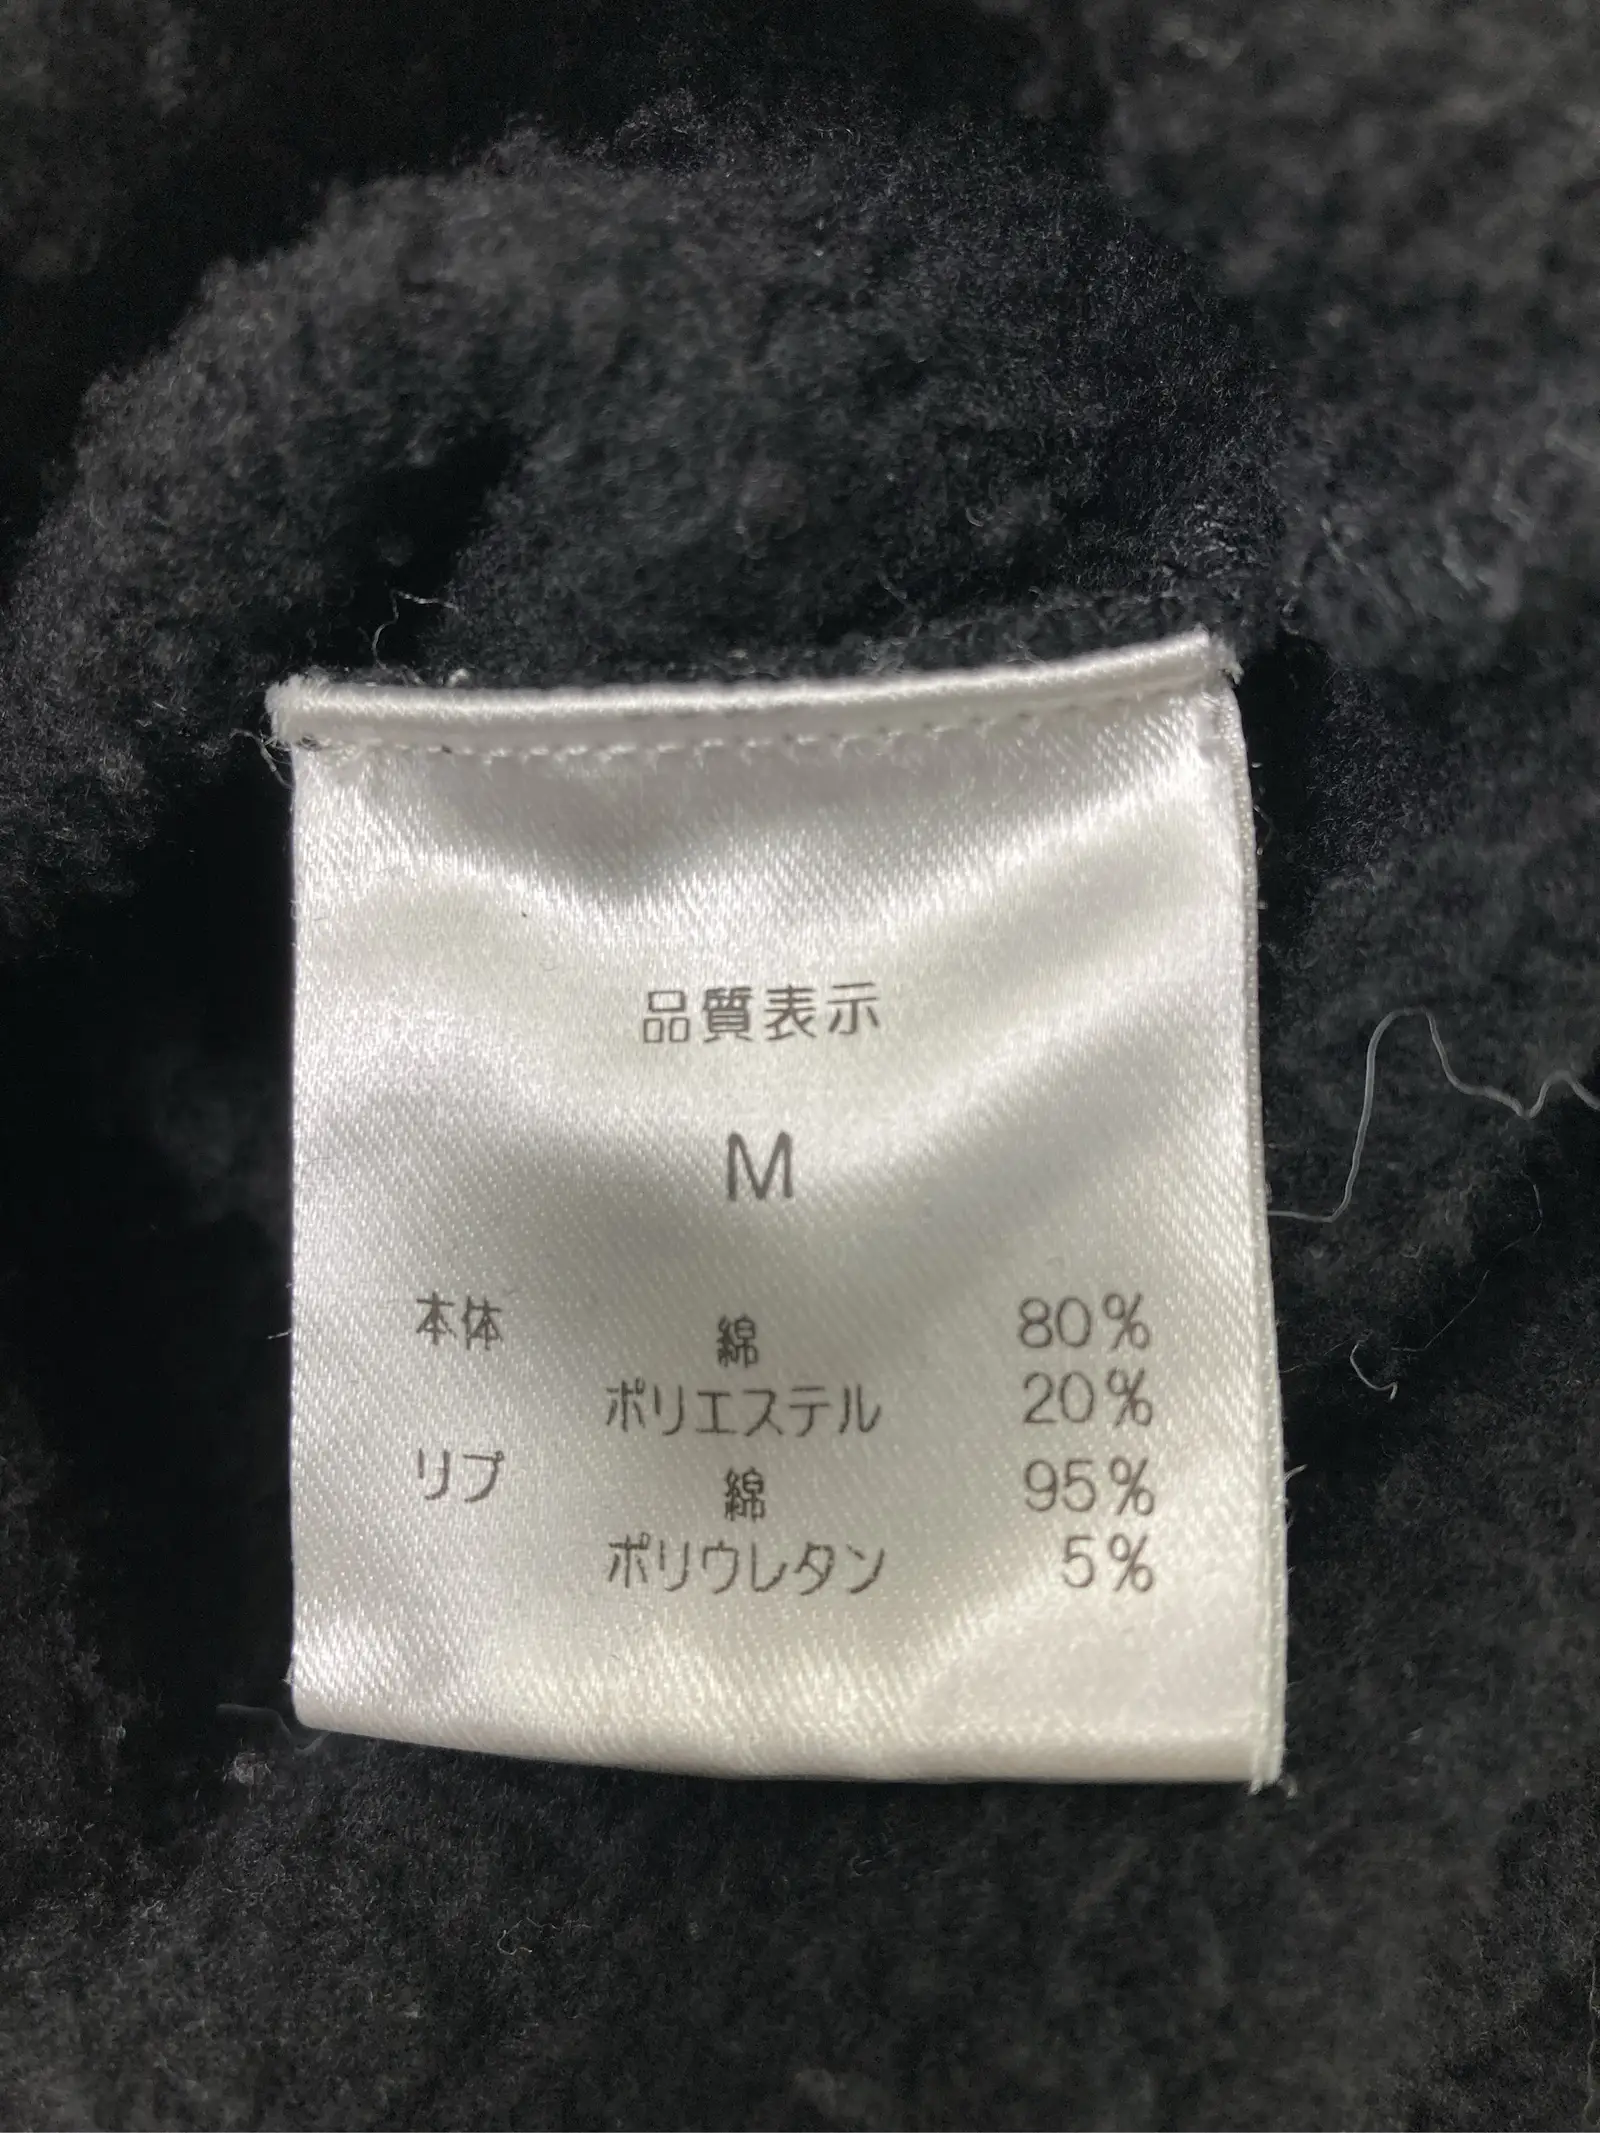 品質表示
M
本体 綿 80%
ポリエステル 20%
リブ 綿 95%
ポリウレタン 5%